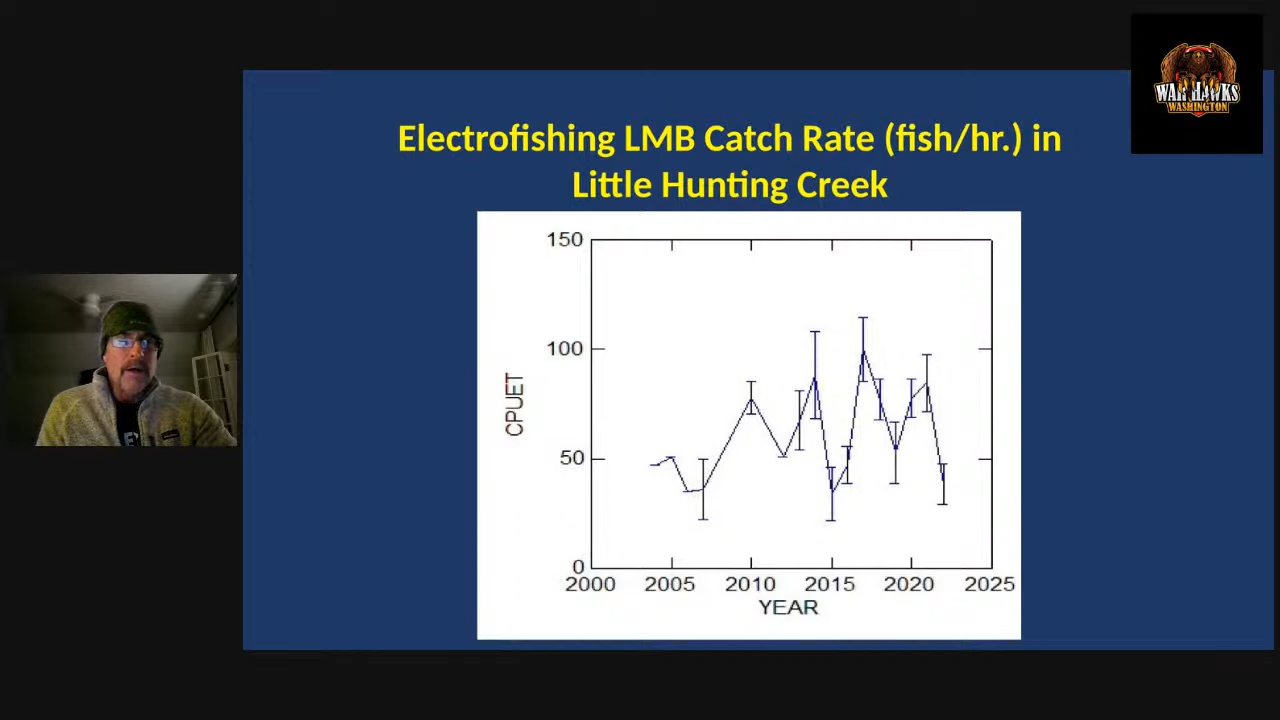 WAR HAWKS
WASHINGTON
Electrofishing LMB Catch Rate (fish/hr.) in
Little Hunting Creek
150
100
50
0
CPUET
2000 2005 2010 2015 2020 2025
YEAR